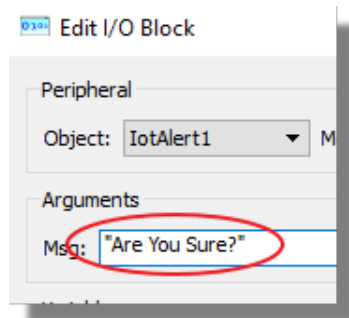 Edit I/O Block
Peripheral
Object: IotAlert1
Arguments
Msg: "Are You Sure?"